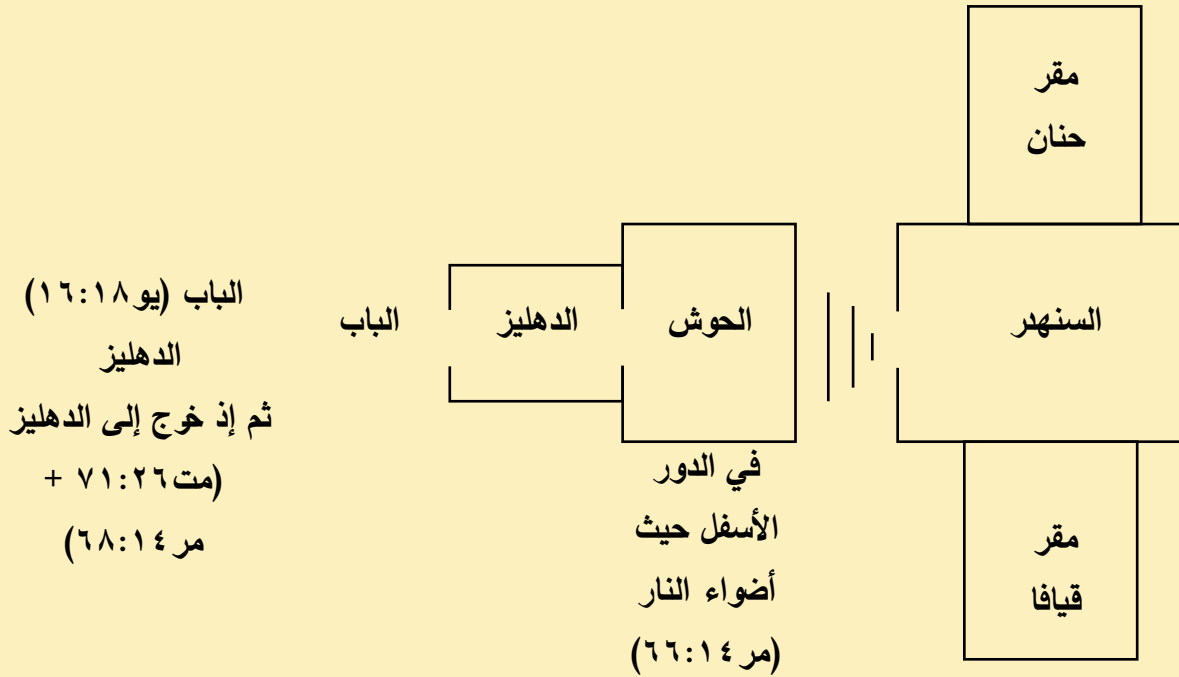 مقر
حنان
السنهدر
الحوش
الدهليز
الباب
الباب (يو١٨:١٦)
الدهليز
ثم إذ خرج إلى الدهليز
(مت٢٦:٧١ +
مر١٤:٦٨)
في الدور
الأسفل حيث
أضواء النار
(مر١٤:٦٦)
مقر
قيافا